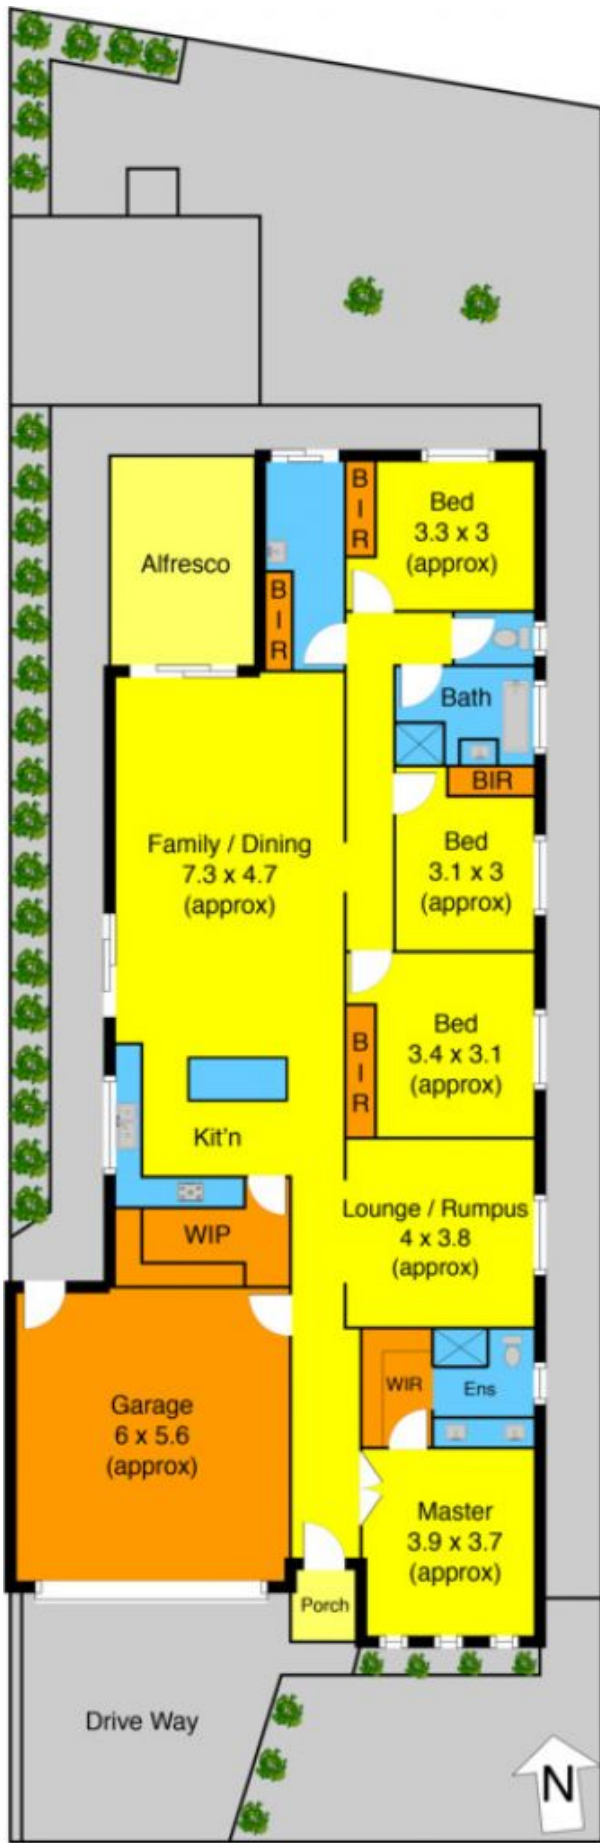 B
I
R
Bed
3.3 x 3
(approx)
Alfresco
B
I
R
Bath
BIR
Family / Dining
7.3 x 4.7
(approx)
Bed
3.1 x 3
(approx)
B
I
R
Bed
3.4 x 3.1
(approx)
Kit'n
WIP
Lounge / Rumpus
4 x 3.8
(approx)
WIR
Ens
Garage
6 x 5.6
(approx)
Master
3.9 x 3.7
(approx)
Porch
Drive Way
N